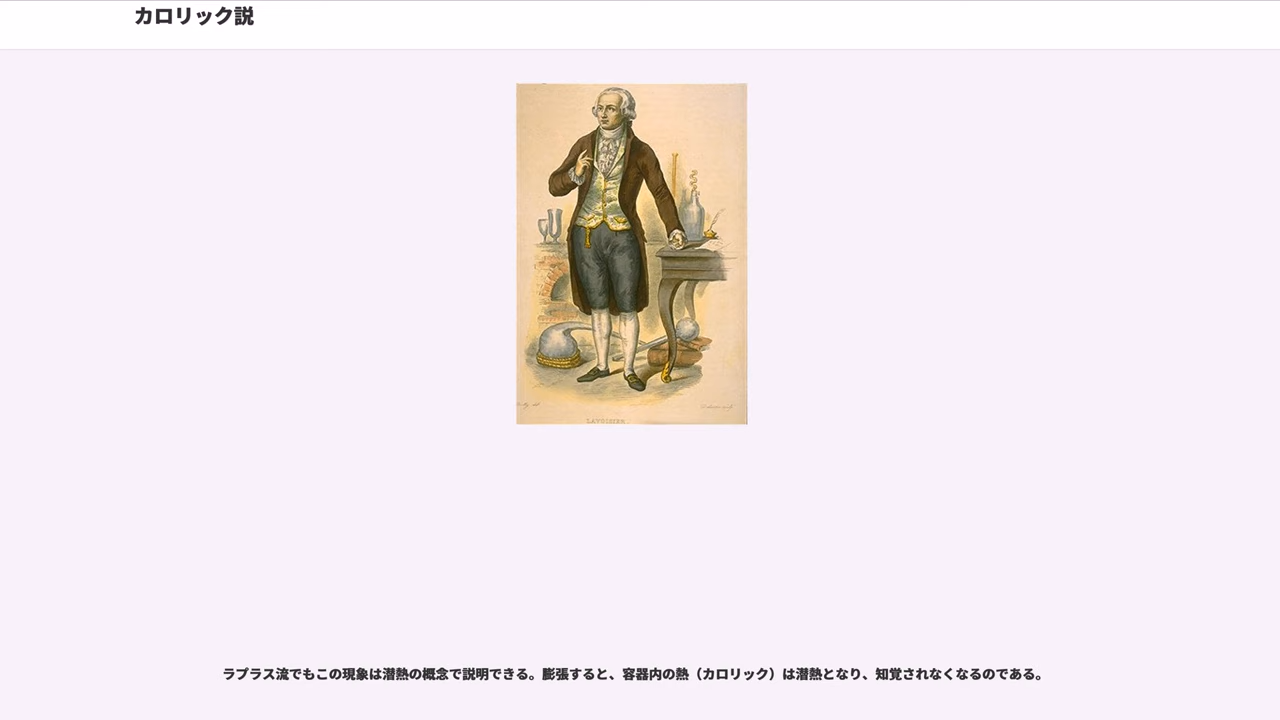 カロリック説
LAVOISIER.
ラプラス流でもこの現象は潜熱の概念で説明できる。膨張すると、容器内の熱（カロリック）は潜熱となり、知覚されなくなるのである。